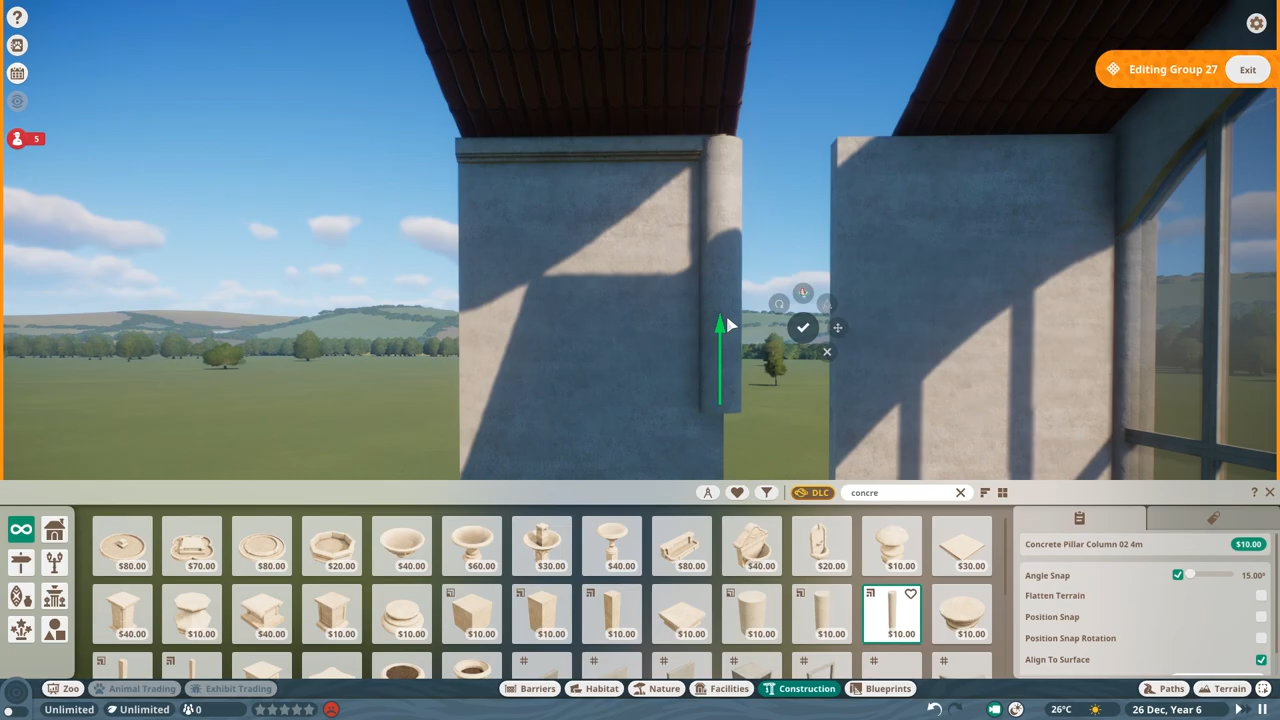 ?
5
Editing Group 27
Exit
DLC
concre
?
$80.00
$70.00
$80.00
$20.00
$40.00
$60.00
$30.00
$40.00
$80.00
$40.00
$20.00
$10.00
$30.00
$40.00
$10.00
$40.00
$10.00
$10.00
$10.00
$10.00
$10.00
$10.00
$10.00
$10.00
$10.00
$10.00
Concrete Pillar Column 02 4m
$10.00
Angle Snap
15.00°
Flatten Terrain
Position Snap
Position Snap Rotation
Align To Surface
Zoo
Animal Trading
Exhibit Trading
Barriers
Habitat
Nature
Facilities
Construction
Blueprints
Paths
Terrain
Unlimited
Unlimited
0
26°C
26 Dec, Year 6